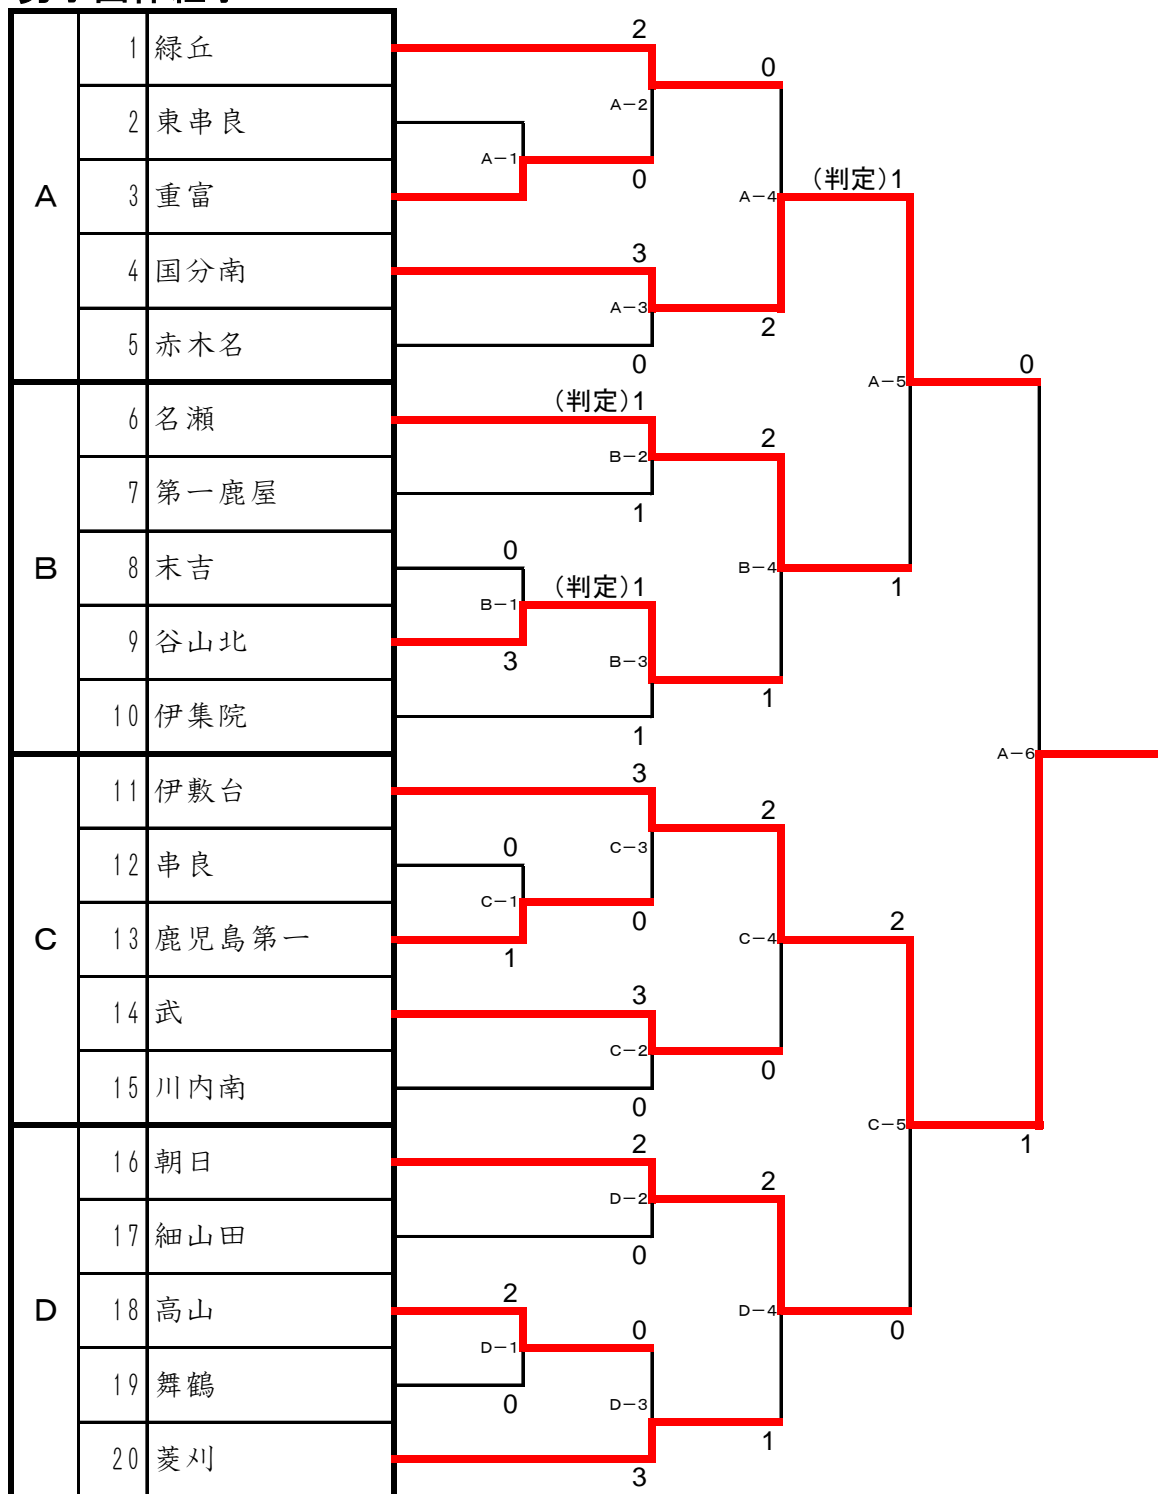 A
1 緑丘
2 東串良
3 重富
4 国分南
5 赤木名
B
6 名瀬
7 第一鹿屋
8 末吉
9 谷山北
10 伊集院
C
11 伊敷台
12 串良
13 鹿児島第一
14 武
15 川内南
D
16 朝日
17 細山田
18 高山
19 舞鶴
20 菱刈
A-1
2
A-2
0
3
A-3
0
0
A-4
2
(判定)1
A-5
1
0
A-6
1
(判定)1
B-2
1
0
B-1
3
(判定)1
B-3
1
2
B-4
1
3
C-3
0
0
C-1
1
3
C-2
0
2
C-4
0
2
C-5
0
2
D-2
0
2
D-1
0
0
D-3
3
2
D-4
1